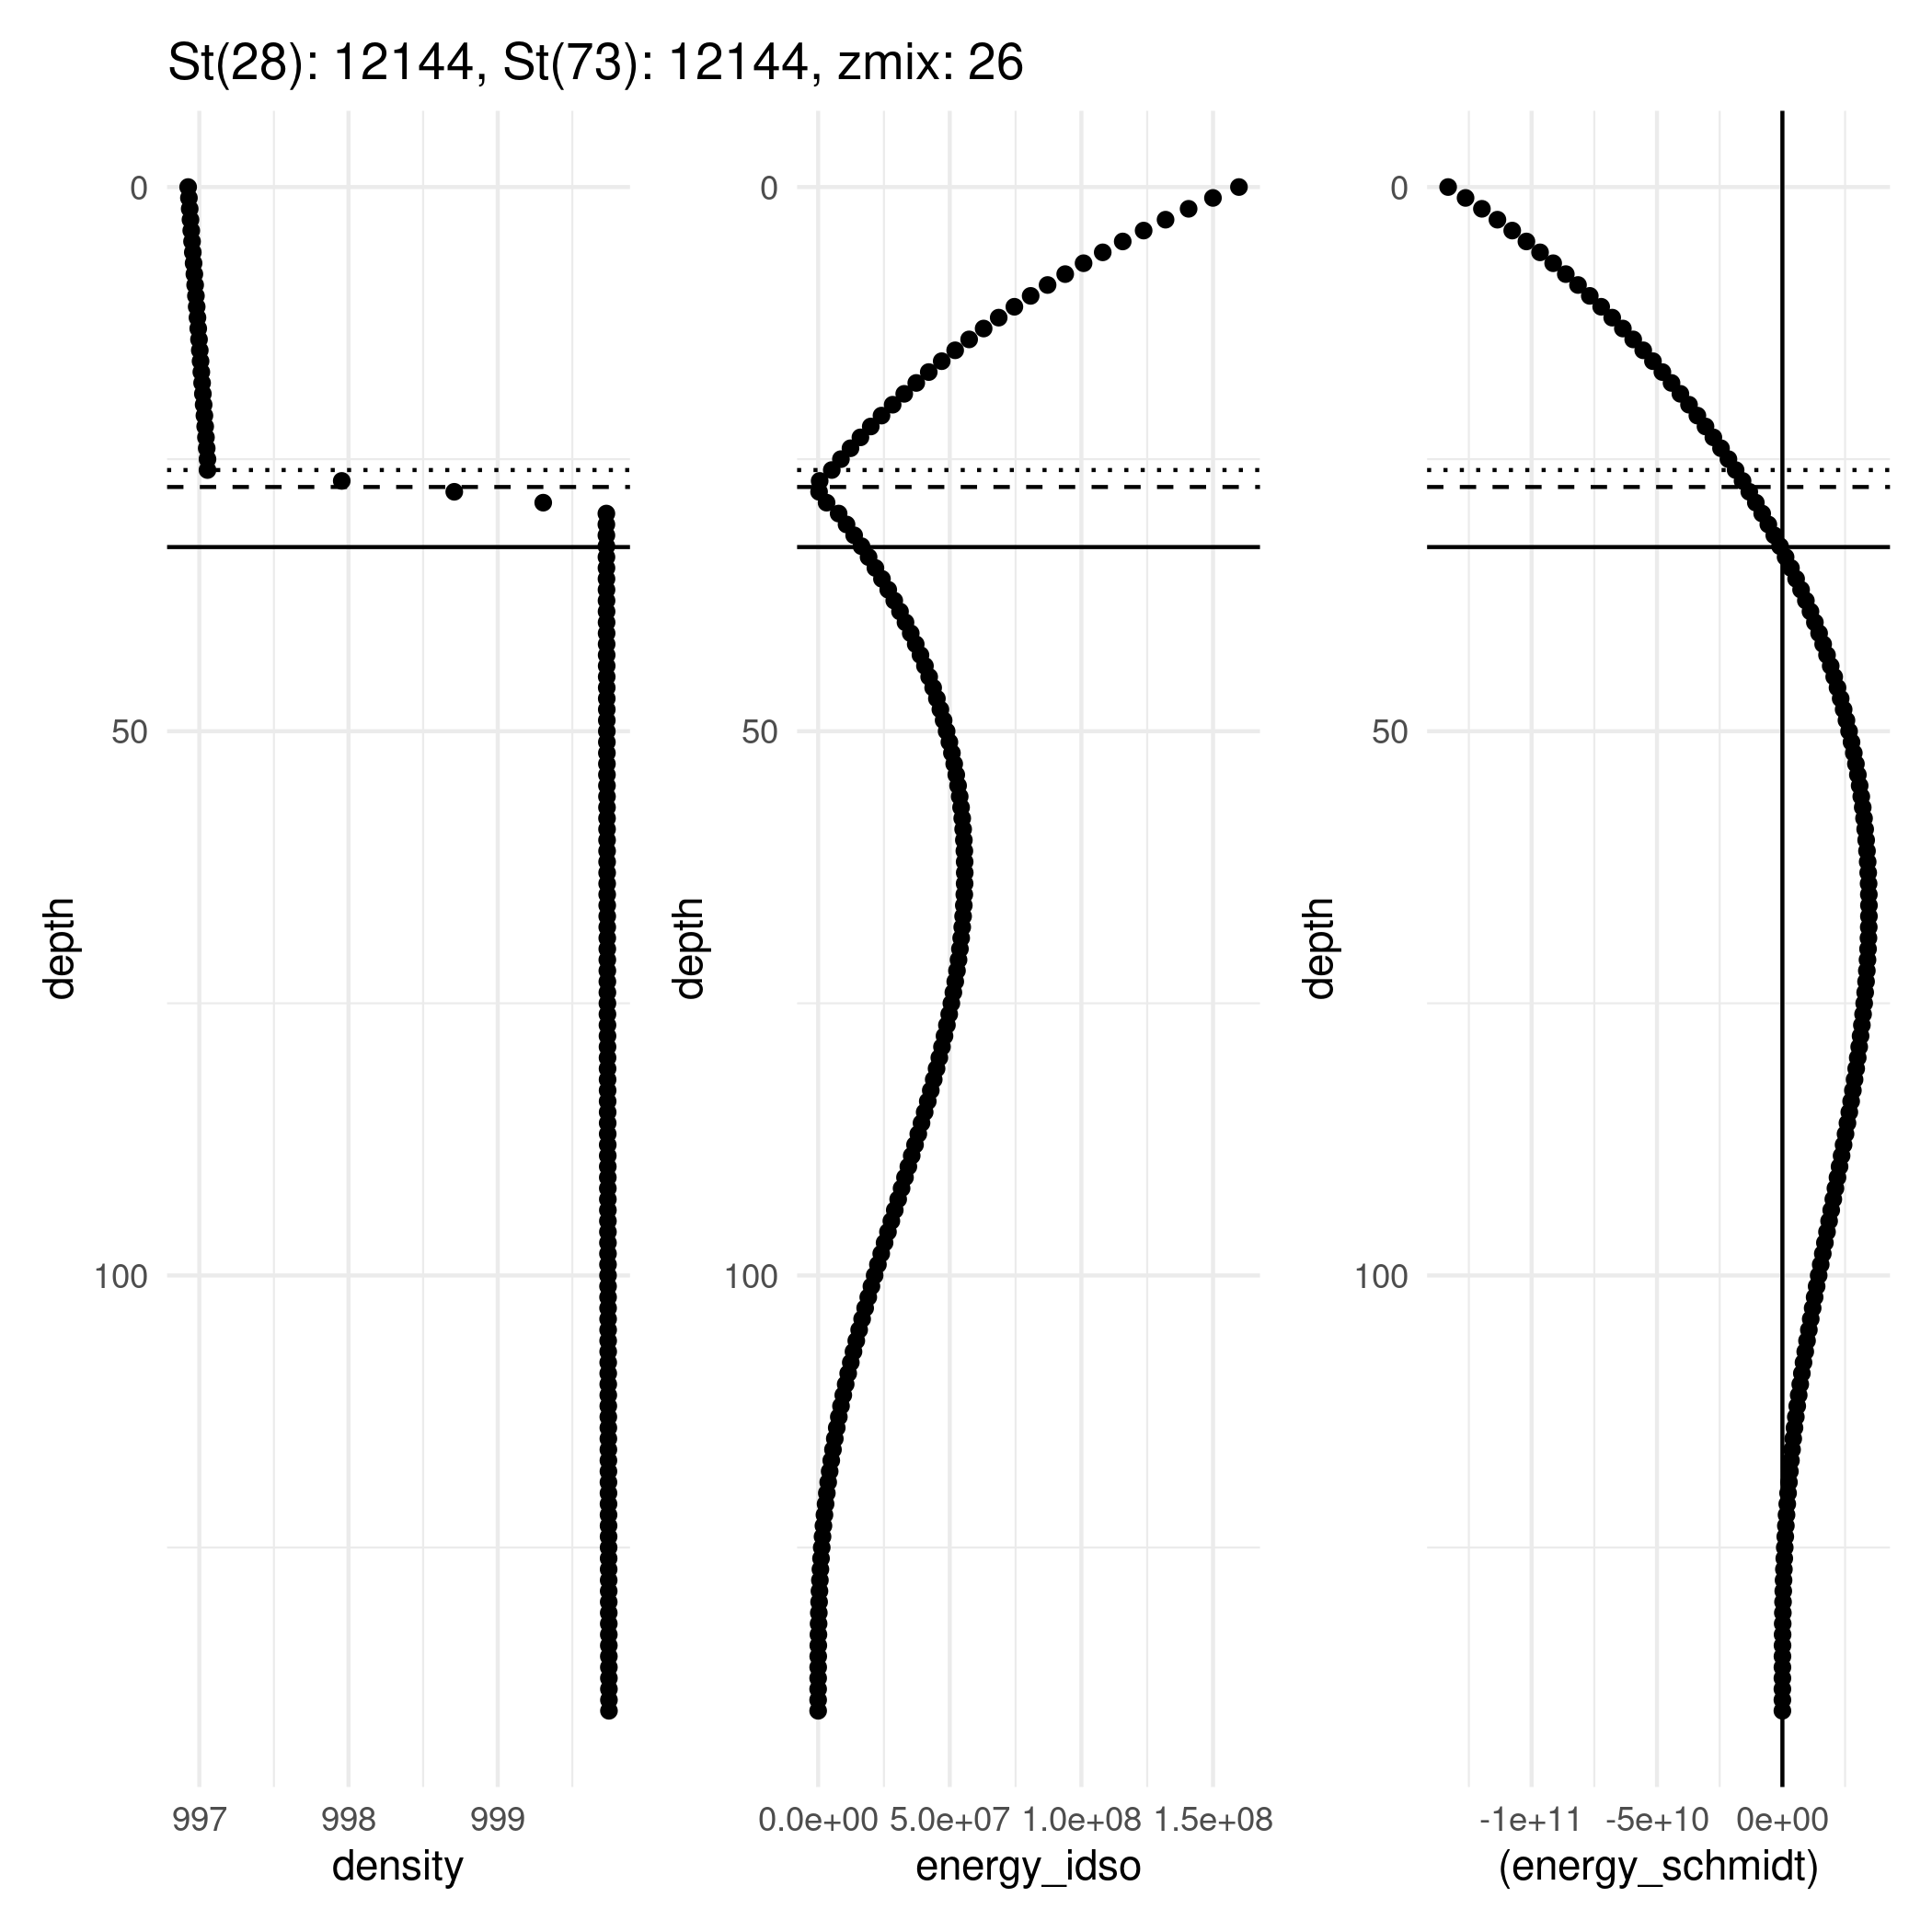 St(28): 12144, St(73): 12144, zmix: 26
0
50
100
depth
997 998 999
density
0
50
100
depth
0.0e+00 5.0e+07 1.0e+08 1.5e+08
energy_idso
0
50
100
depth
-1e+11 -5e+10 0e+00
(energy_schmidt)